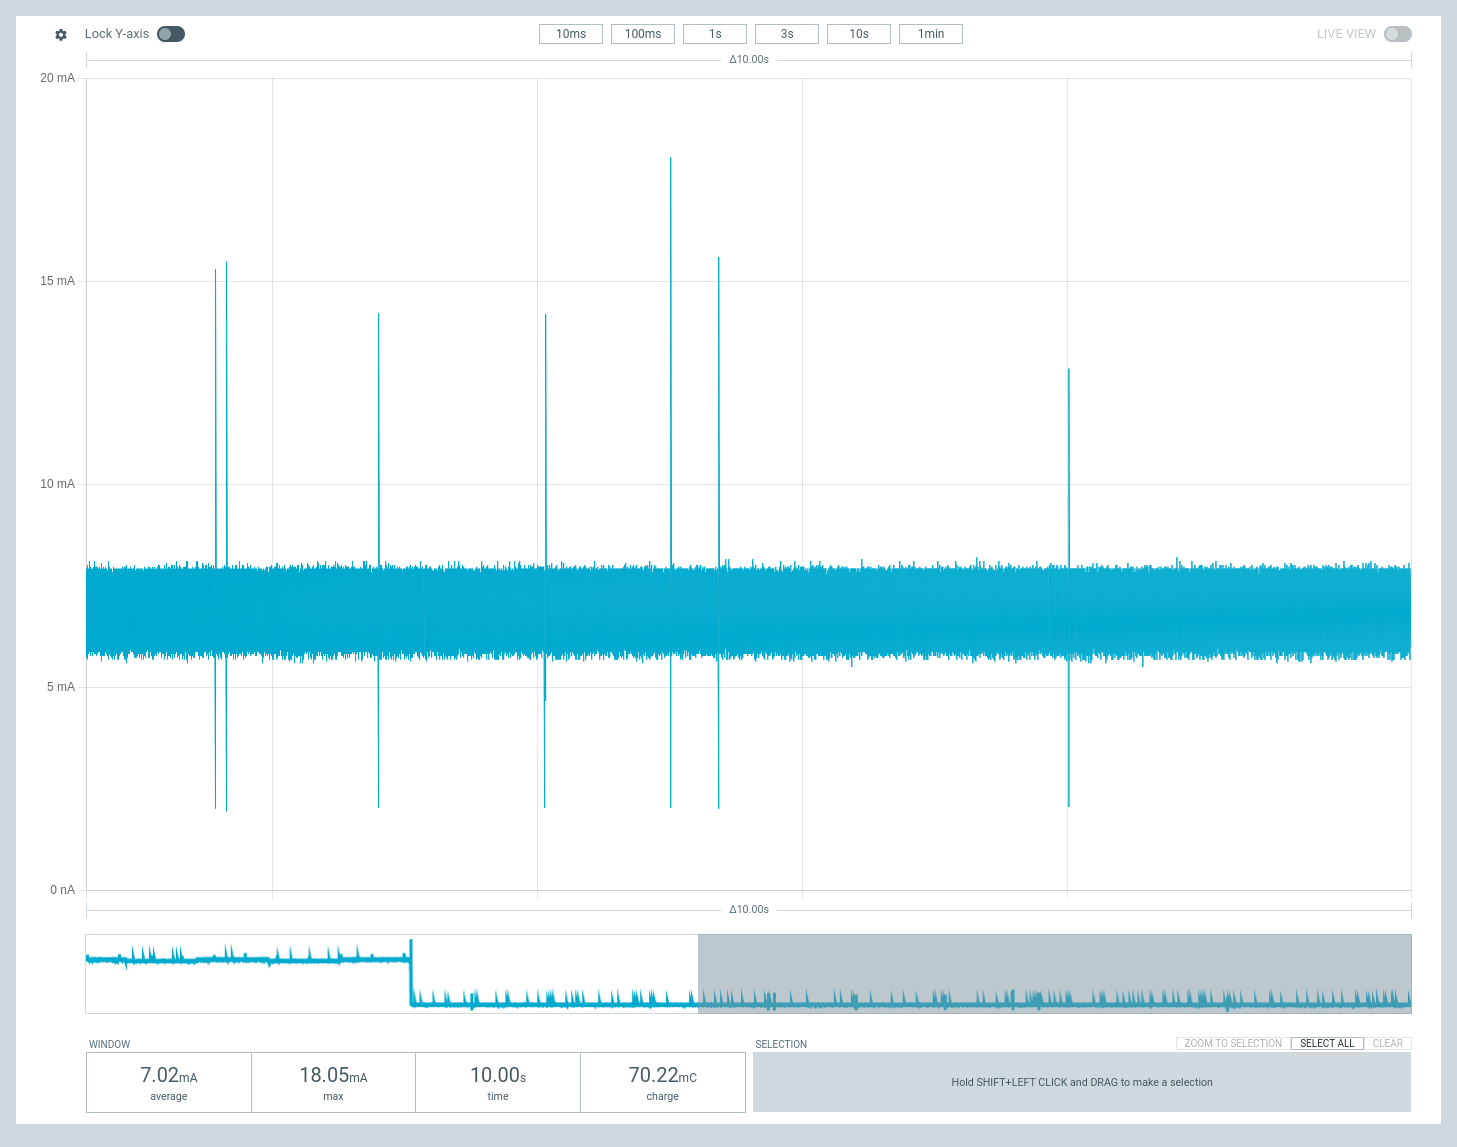 Lock Y-axis
10ms 100ms 1s 3s 10s 1min
LIVE VIEW
Δ10.00s
20 mA
15 mA
10 mA
5 mA
0 nA
Δ10.00s
WINDOW
7.02mA
average
18.05mA
max
10.00s
time
70.22mC
charge
SELECTION
ZOOM TO SELECTION SELECT ALL CLEAR
Hold SHIFT+LEFT CLICK and DRAG to make a selection